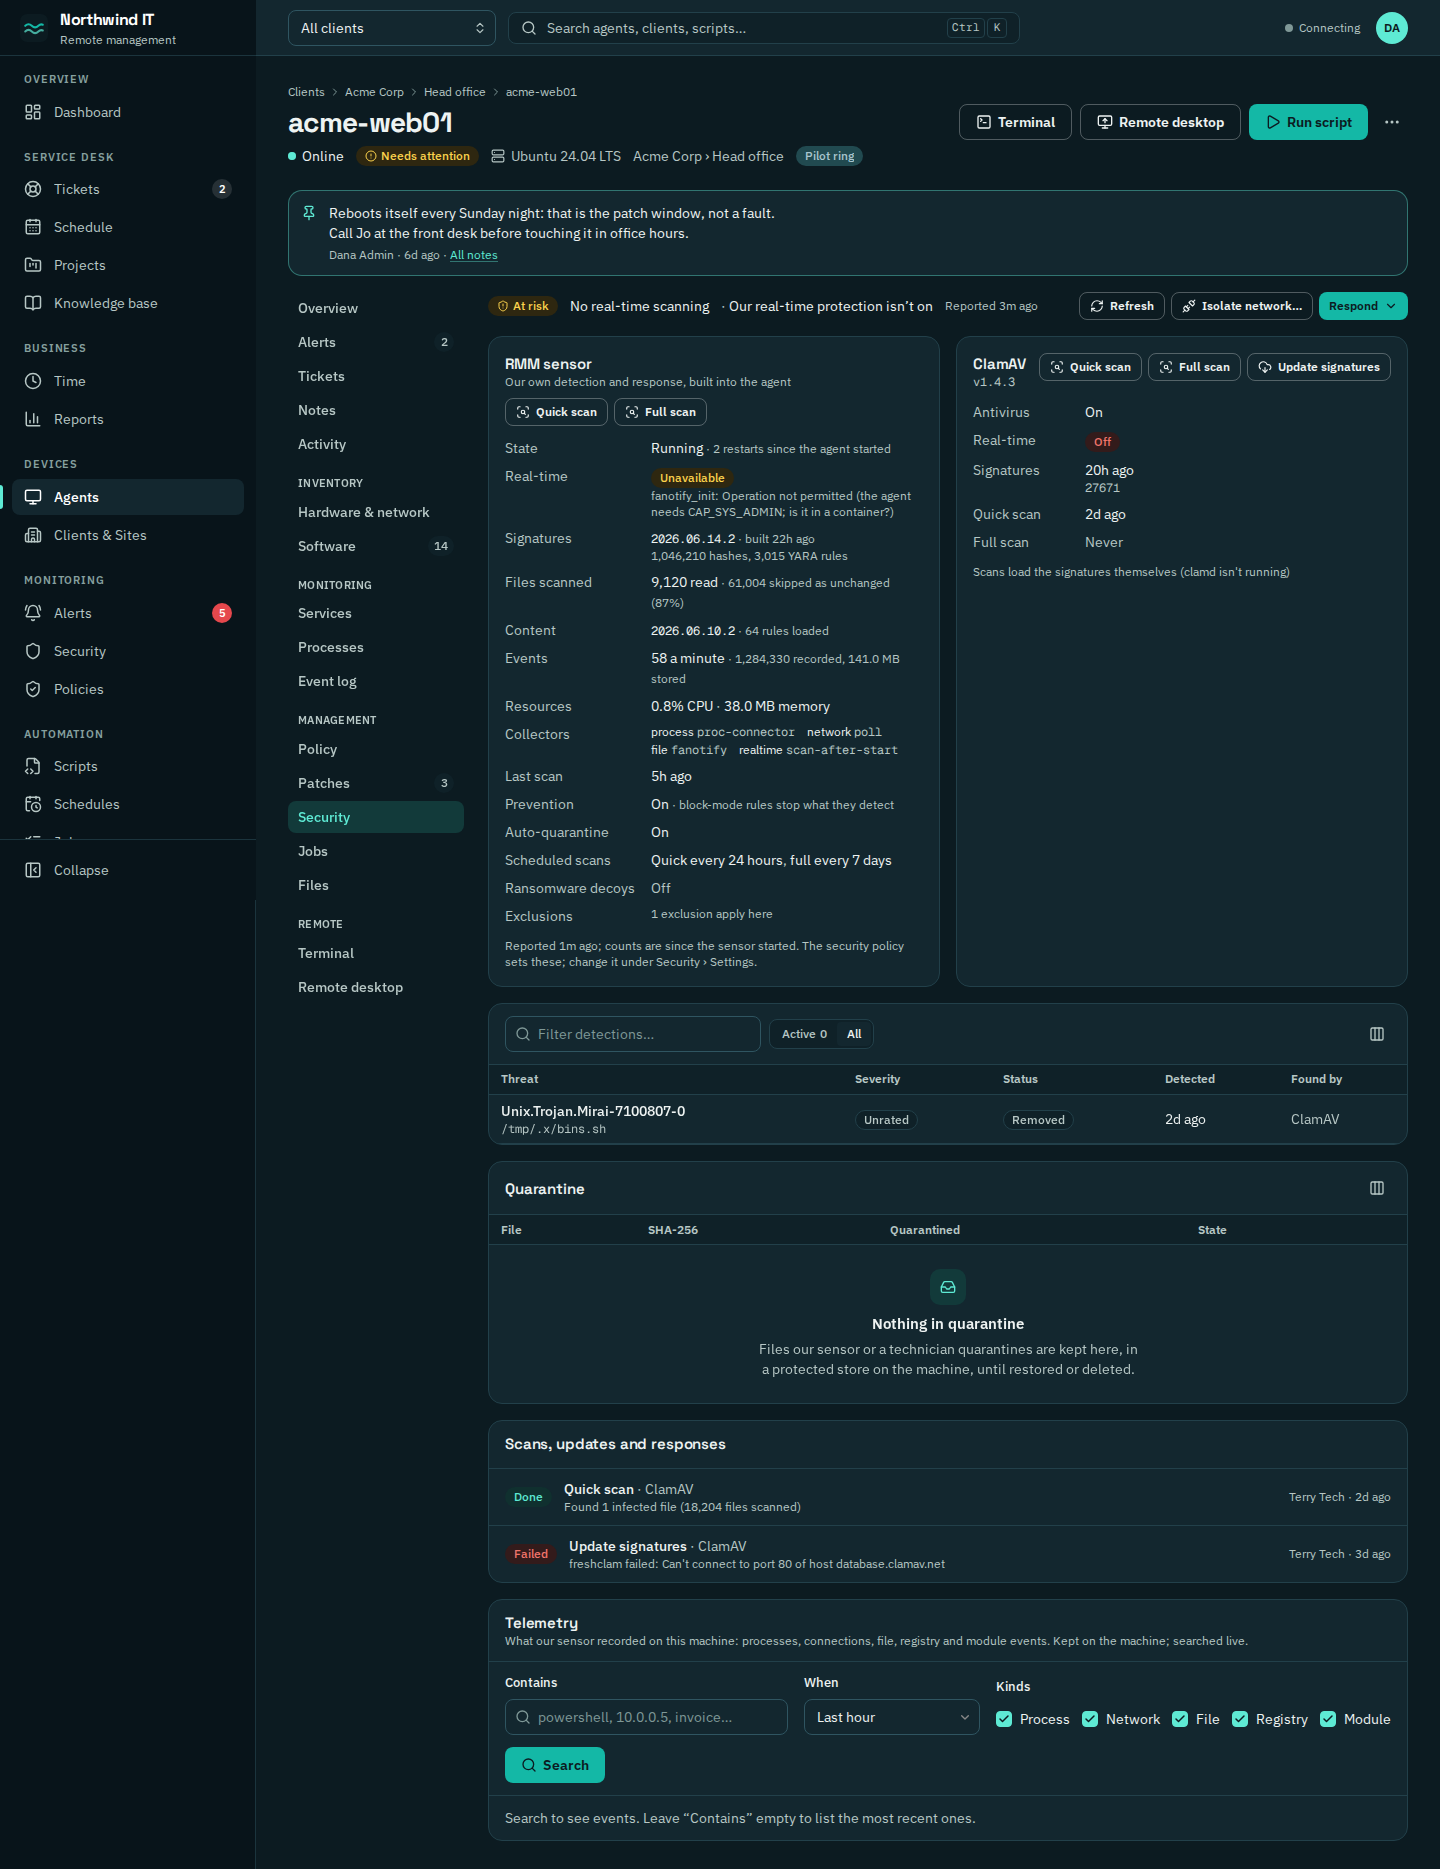 Northwind IT
Remote management
All clients
Search agents, clients, scripts...
Ctrl K
Connecting
DA
OVERVIEW
Dashboard
SERVICE DESK
Tickets 2
Schedule
Projects
Knowledge base
BUSINESS
Time
Reports
DEVICES
Agents
Clients & Sites
MONITORING
Alerts 5
Security
Policies
AUTOMATION
Scripts
Schedules
Collapse
Clients > Acme Corp > Head office > acme-web01
acme-web01
Terminal
Remote desktop
Run script
Online
Needs attention
Ubuntu 24.04 LTS
Acme Corp › Head office
Pilot ring
Reboots itself every Sunday night: that is the patch window, not a fault.
Call Jo at the front desk before touching it in office hours.
Dana Admin · 6d ago · All notes
Overview
Alerts 2
Tickets
Notes
Activity
INVENTORY
Hardware & network
Software 14
MONITORING
Services
Processes
Event log
MANAGEMENT
Policy
Patches 3
Security
Jobs
Files
REMOTE
Terminal
Remote desktop
At risk
No real-time scanning · Our real-time protection isn’t on
Reported 3m ago
Refresh
Isolate network...
Respond
RMM sensor
Our own detection and response, built into the agent
Quick scan
Full scan
State Running · 2 restarts since the agent started
Real-time Unavailable
fanotify_init: Operation not permitted (the agent
needs CAP_SYS_ADMIN; is it in a container?)
Signatures 2026.06.14.2 · built 22h ago
1,046,210 hashes, 3,015 YARA rules
Files scanned 9,120 read · 61,004 skipped as unchanged
(87%)
Content 2026.06.10.2 · 64 rules loaded
Events 58 a minute · 1,284,330 recorded, 141.0 MB
stored
Resources 0.8% CPU · 38.0 MB memory
Collectors process proc-connector network poll
file fanotify realtime scan-after-start
Last scan 5h ago
Prevention On · block-mode rules stop what they detect
Auto-quarantine On
Scheduled scans Quick every 24 hours, full every 7 days
Ransomware decoys Off
Exclusions 1 exclusion apply here
Reported 1m ago; counts are since the sensor started. The security policy
sets these; change it under Security › Settings.
ClamAV
v1.4.3
Quick scan
Full scan
Update signatures
Antivirus On
Real-time Off
Signatures 20h ago
27671
Quick scan 2d ago
Full scan Never
Scans load the signatures themselves (clamd isn't running)
Filter detections...
Active 0 All
Threat Severity Status Detected Found by
Unix.Trojan.Mirai-7100807-0
/tmp/.x/bins.sh
Unrated Removed 2d ago ClamAV
Quarantine
File SHA-256 Quarantined State
Nothing in quarantine
Files our sensor or a technician quarantines are kept here, in
a protected store on the machine, until restored or deleted.
Scans, updates and responses
Done
Quick scan · ClamAV
Found 1 infected file (18,204 files scanned)
Terry Tech · 2d ago
Failed
Update signatures · ClamAV
freshclam failed: Can't connect to port 80 of host database.clamav.net
Terry Tech · 3d ago
Telemetry
What our sensor recorded on this machine: processes, connections, file, registry and module events. Kept on the machine; searched live.
Contains
When
Kinds
powershell, 10.0.0.5, invoice...
Last hour
Process Network File Registry Module
Search
Search to see events. Leave “Contains” empty to list the most recent ones.